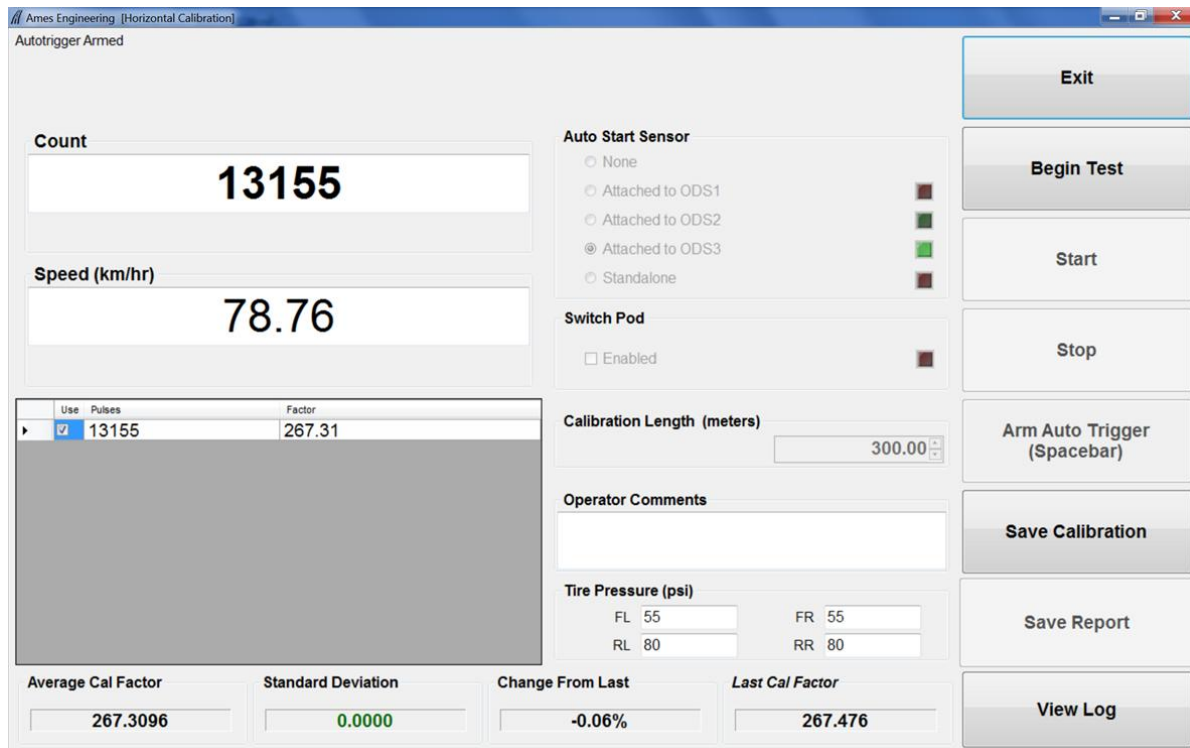 Ames Engineering [Horizontal Calibration]
Autotrigger Armed
Count
13155
Speed (km/hr)
78.76
Use Pulses Factor
13155 267.31
Auto Start Sensor
None
Attached to ODS1
Attached to ODS2
Attached to ODS3
Standalone
Switch Pod
Enabled
Calibration Length (meters)
300.00
Operator Comments
Tire Pressure (psi)
FL 55 FR 55
RL 80 RR 80
Average Cal Factor
267.3096
Standard Deviation
0.0000
Change From Last
-0.06%
Last Cal Factor
267.476
Exit
Begin Test
Start
Stop
Arm Auto Trigger
(Spacebar)
Save Calibration
Save Report
View Log